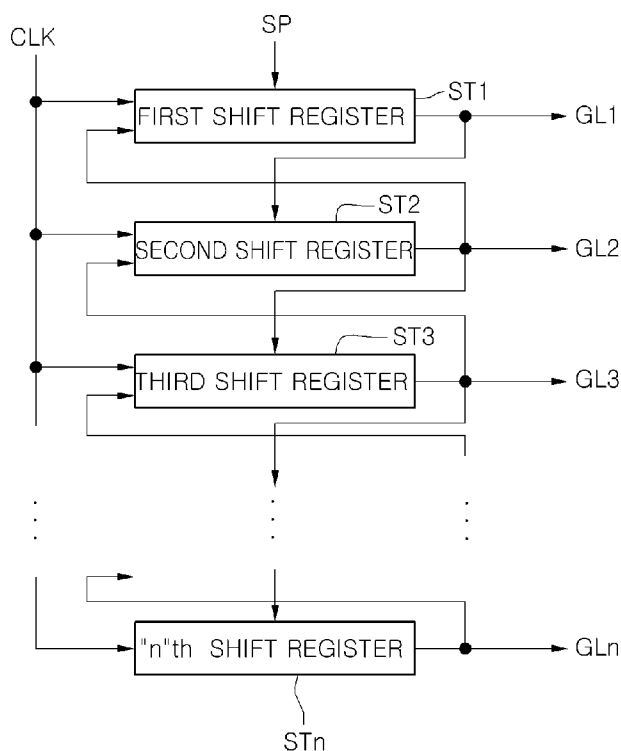 CLK
SP
ST1
FIRST SHIFT REGISTER
GL1
ST2
SECOND SHIFT REGISTER
GL2
ST3
THIRD SHIFT REGISTER
GL3
"n"th SHIFT REGISTER
GLn
STn